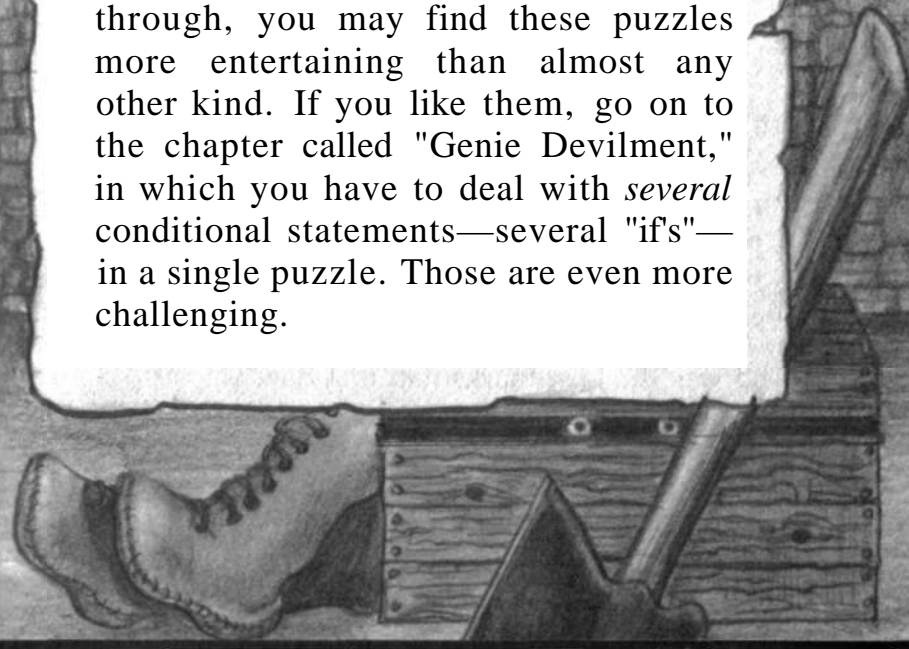 through, you may find these puzzles
more entertaining than almost any
other kind. If you like them, go on to
the chapter called "Genie Devilment,"
in which you have to deal with several
conditional statements—several "if's"—
in a single puzzle. Those are even more
challenging.